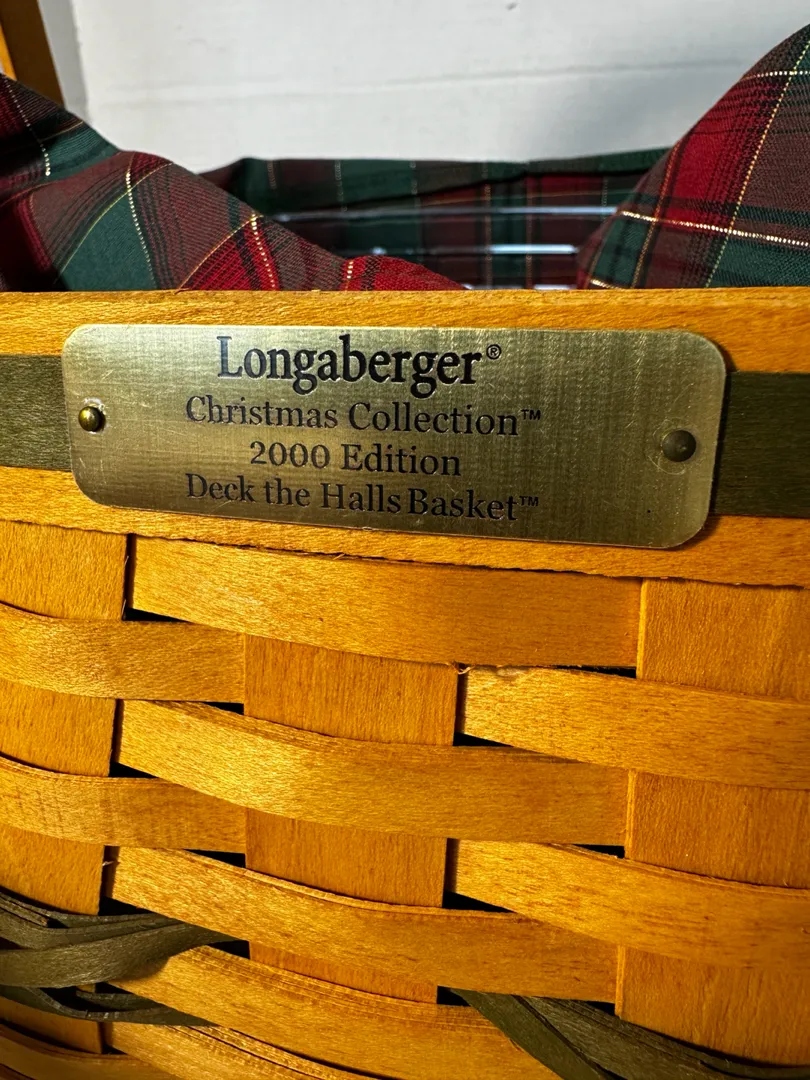 Longaberger®
Christmas Collection™
2000 Edition
Deck the Halls Basket™